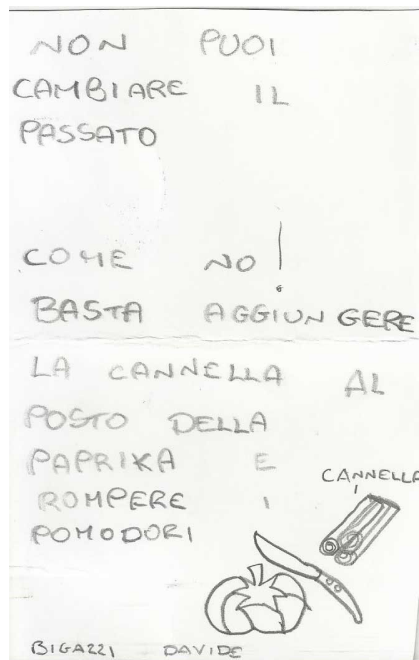 NON PUOI
CAMBIARE IL
PASSATO
COME NO!
BASTA AGGIUNGERE
LA CANNELLA AL
POSTO DELLA
PAPRIKA E
ROMPERE I
POMODORI
CANNELLA
BIGAZZI DAVIDE